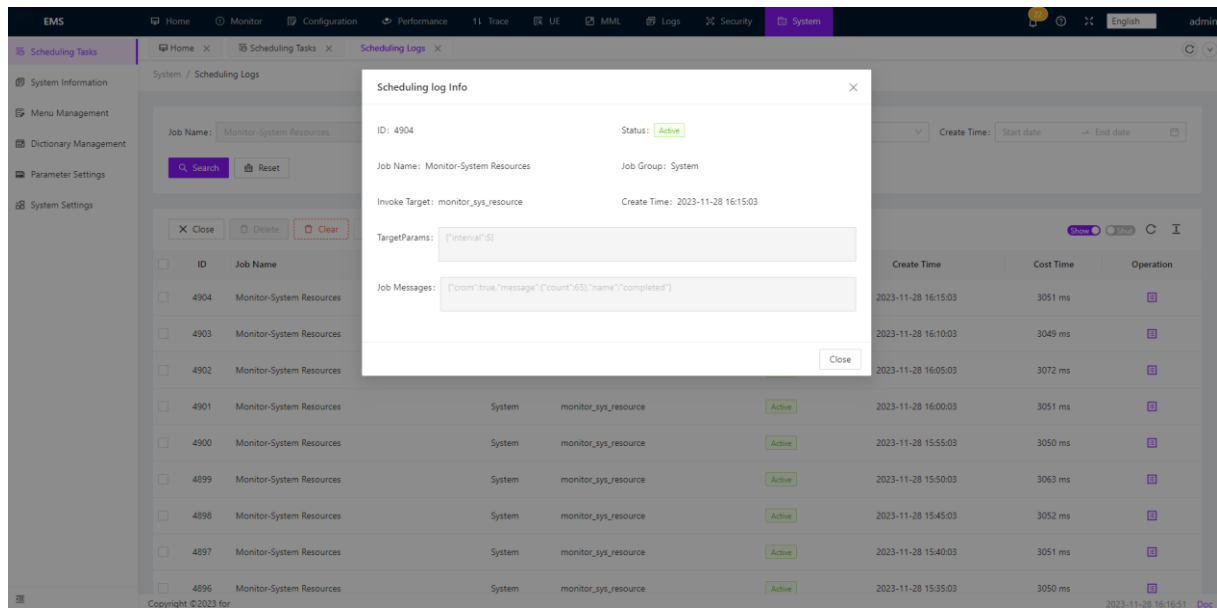 EMS Home Monitor Configuration Performance Trace UE MML Logs Security System 22 English admin
Scheduling Tasks Home Scheduling Tasks Scheduling Logs
System Information
Menu Management
Dictionary Management
Parameter Settings
System Settings
System / Scheduling Logs
Job Name: Monitor-System Resources Create Time: Start date → End date
Search Reset
Close Delete Clear Show
Scheduling log Info
ID: 4904 Status: Active
Job Name: Monitor-System Resources Job Group: System
Invoke Target: monitor_sys_resource Create Time: 2023-11-28 16:15:03
TargetParams: {"interval":5}
Job Messages: {"cron":true,"message":{"count":65},"name":"completed"}
Close
ID Job Name Create Time Cost Time Operation
4904 Monitor-System Resources 2023-11-28 16:15:03 3051 ms
4903 Monitor-System Resources 2023-11-28 16:10:03 3049 ms
4902 Monitor-System Resources 2023-11-28 16:05:03 3072 ms
4901 Monitor-System Resources System monitor_sys_resource Active 2023-11-28 16:00:03 3051 ms
4900 Monitor-System Resources System monitor_sys_resource Active 2023-11-28 15:55:03 3050 ms
4899 Monitor-System Resources System monitor_sys_resource Active 2023-11-28 15:50:03 3063 ms
4898 Monitor-System Resources System monitor_sys_resource Active 2023-11-28 15:45:03 3052 ms
4897 Monitor-System Resources System monitor_sys_resource Active 2023-11-28 15:40:03 3051 ms
4896 Monitor-System Resources System monitor_sys_resource Active 2023-11-28 15:35:03 3050 ms
Copyright ©2023 for 2023-11-28 16:16:51 Doc